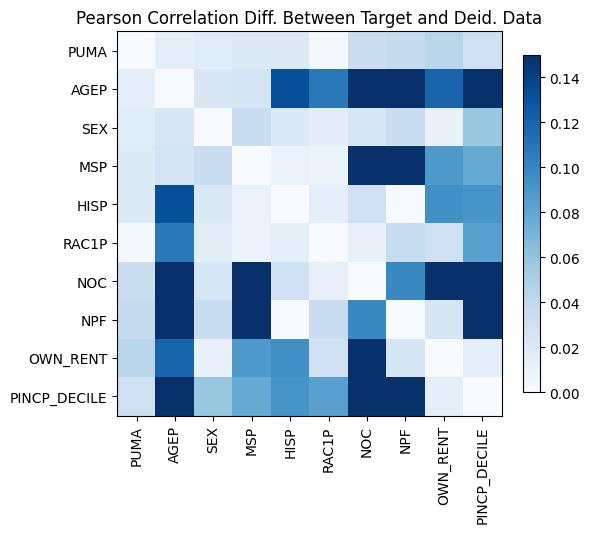 Pearson Correlation Diff. Between Target and Deid. Data
PUMA
AGEP
SEX
MSP
HISP
RAC1P
NOC
NPF
OWN_RENT
PINCP_DECILE
PUMA
AGEP
SEX
MSP
HISP
RAC1P
NOC
NPF
OWN_RENT
PINCP_DECILE
0.14
0.12
0.10
0.08
0.06
0.04
0.02
0.00